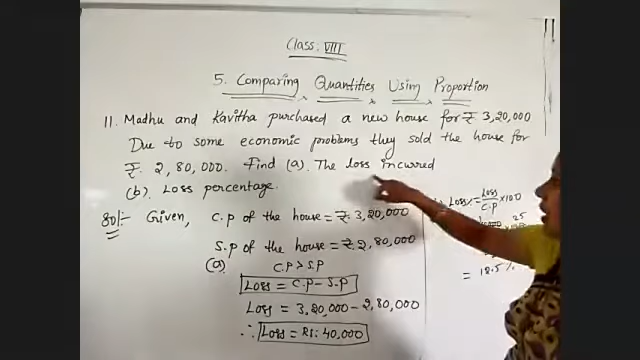 Class: VIII
5. Comparing Quantities Using Proportion
11. Madhu and Kavitha purchased a new house for ₹ 3,20,000
Due to some economic problems they sold the house for
₹. 2,80,000. Find (a). The loss incurred
(b). Loss percentage.
Sol:- Given, C.P of the house = ₹. 3,20,000
S.P of the house = ₹. 2,80,000
(a) C.P > S.P
Loss = C.P - S.P
Loss = 3,20,000 - 2,80,000
∴ Loss = Rs: 40,000
Loss% = Loss/C.P × 100
25
× 100
= 12.5%